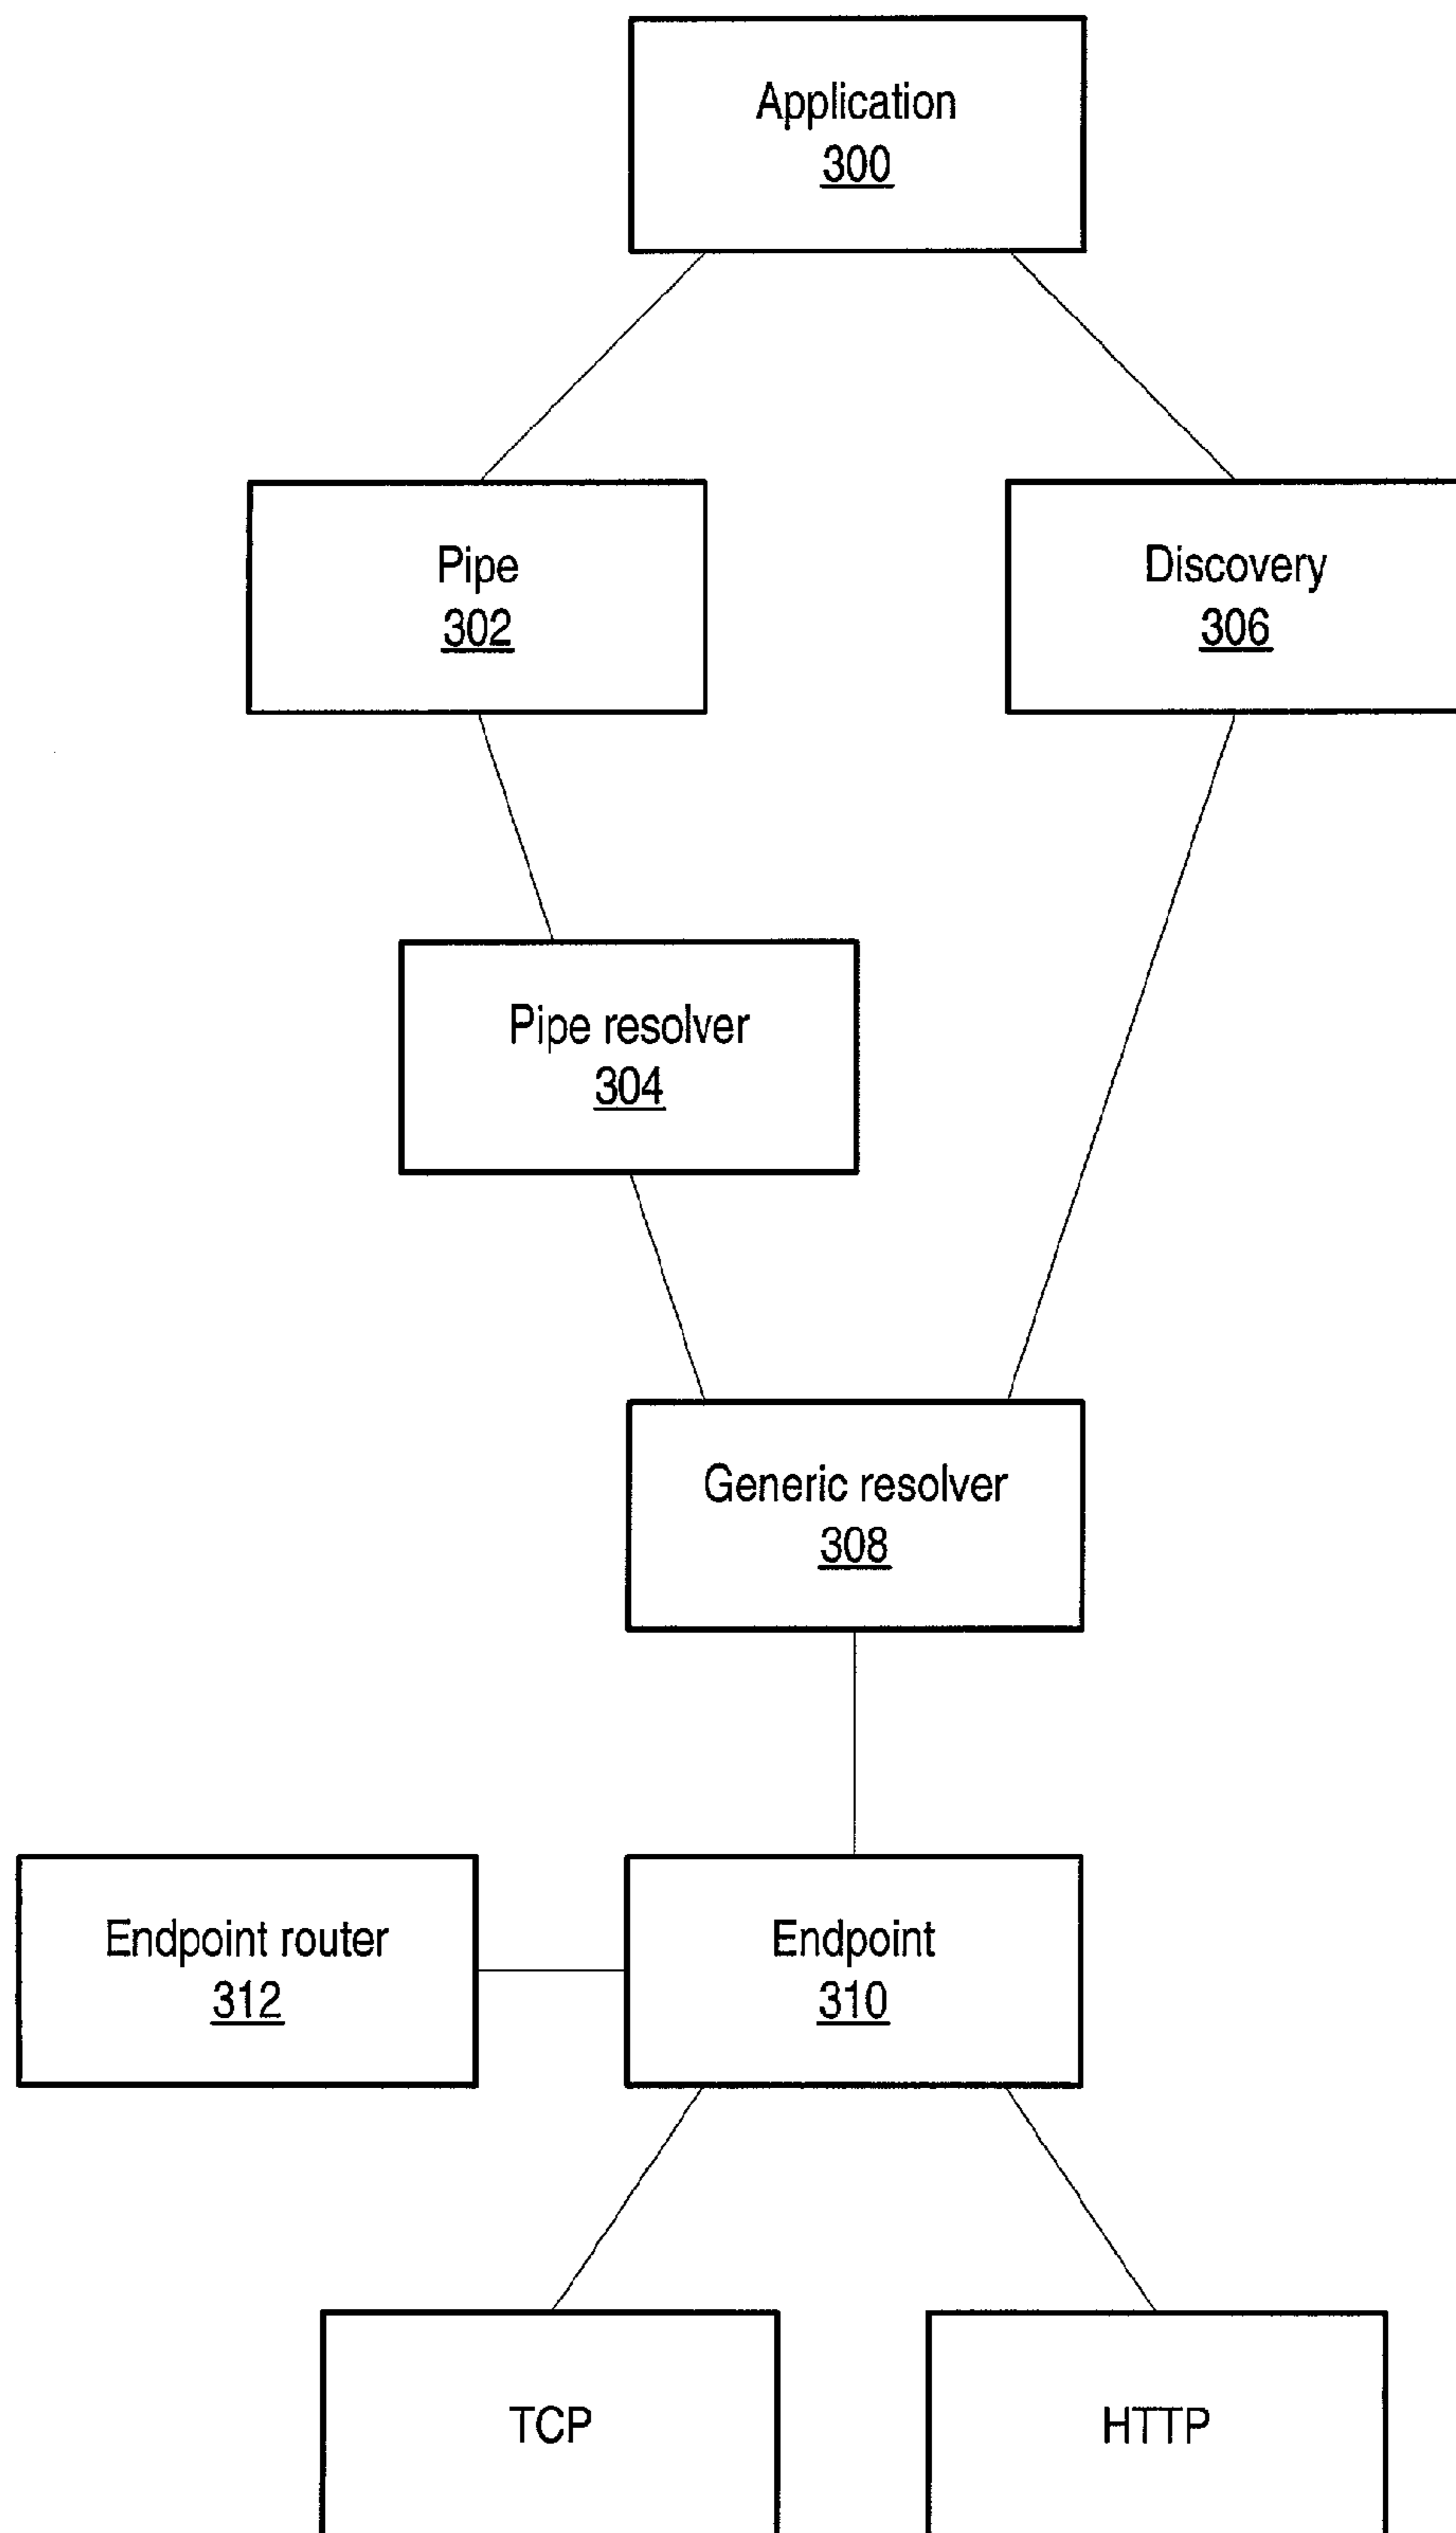 Application
300
Pipe
302
Discovery
306
Pipe resolver
304
Generic resolver
308
Endpoint router
312
Endpoint
310
TCP
HTTP